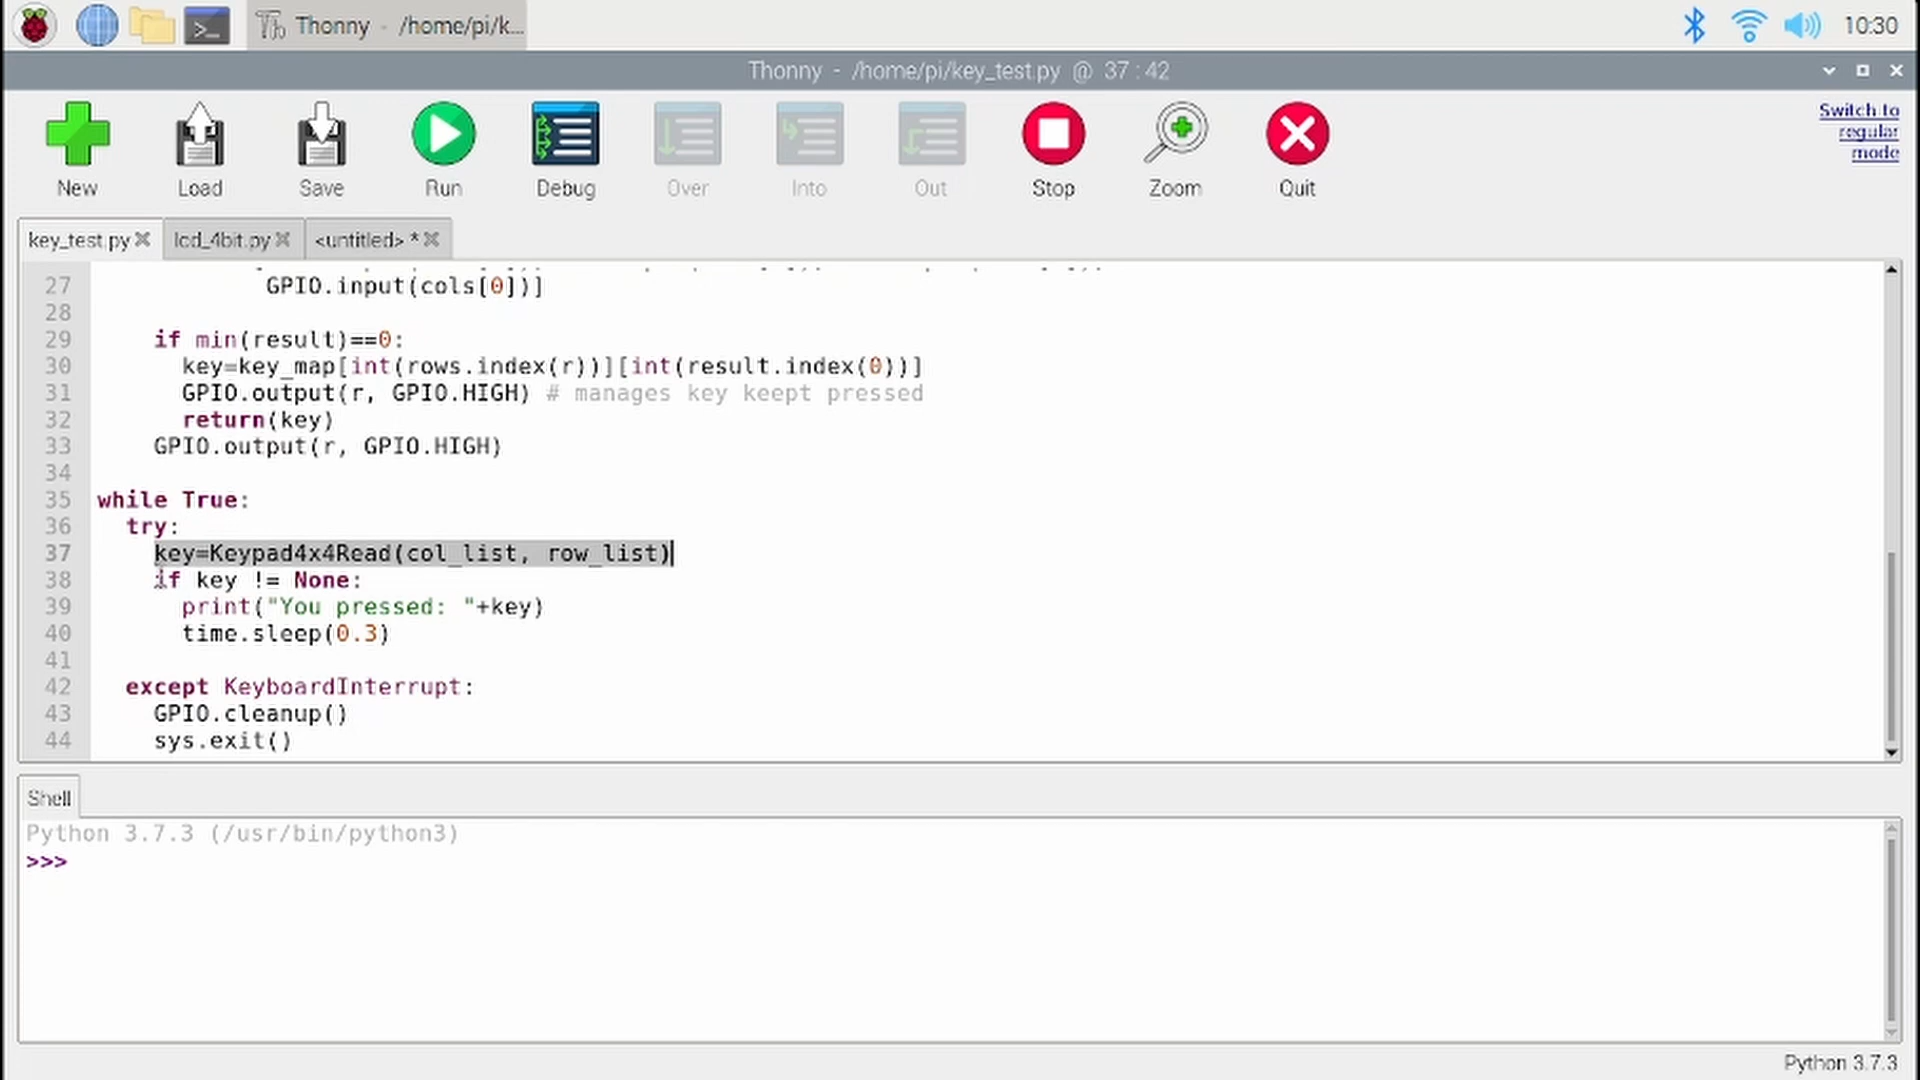 Thonny - /home/pi/k...
10:30
Thonny - /home/pi/key_test.py @ 37 : 42
Switch to
regular
mode
New Load Save Run Debug Over Into Out Stop Zoom Quit
key_test.py lcd_4bit.py <untitled> *
27 GPIO.input(cols[0])]
28
29 if min(result)==0:
30 key=key_map[int(rows.index(r))][int(result.index(0))]
31 GPIO.output(r, GPIO.HIGH) # manages key keept pressed
32 return(key)
33 GPIO.output(r, GPIO.HIGH)
34
35 while True:
36 try:
37 key=Keypad4x4Read(col_list, row_list)
38 if key != None:
39 print("You pressed: "+key)
40 time.sleep(0.3)
41
42 except KeyboardInterrupt:
43 GPIO.cleanup()
44 sys.exit()
Shell
Python 3.7.3 (/usr/bin/python3)
>>>
Python 3.7.3